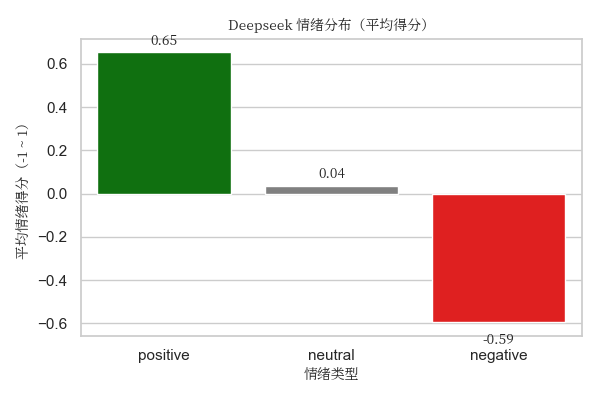 Deepseek 情绪分布（平均得分）
平均情绪得分（-1 ~ 1）
0.6
0.4
0.2
0.0
−0.2
−0.4
−0.6
0.65
0.04
-0.59
positive
neutral
negative
情绪类型